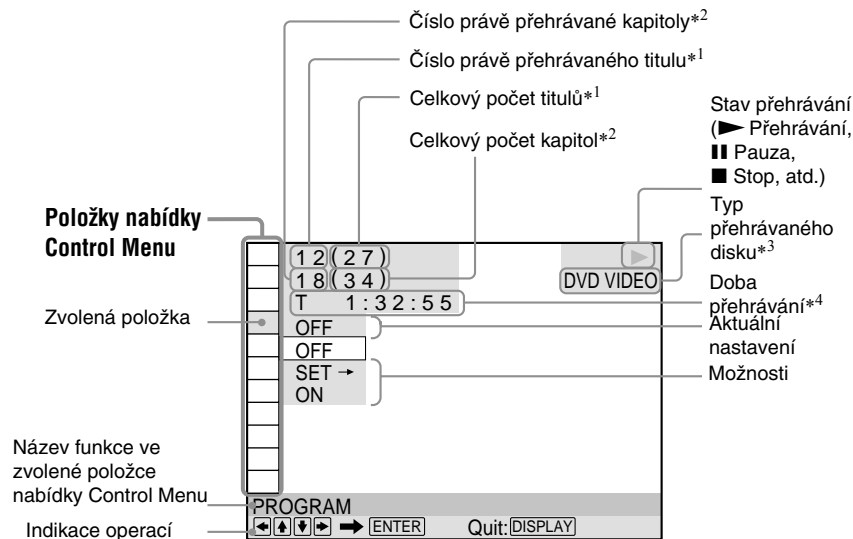 Číslo právě přehrávané kapitoly*2
Číslo právě přehrávaného titulu*1
Celkový počet titulů*1
Celkový počet kapitol*2
Stav přehrávání
(► Přehrávání,
❚❚ Pauza,
■ Stop, atd.)
Typ
přehrávaného
disku*3
Doba
přehrávání*4
Aktuální
nastavení
Možnosti
Položky nabídky
Control Menu
Zvolená položka
Název funkce ve
zvolené položce
nabídky Control Menu
Indikace operací
12(27)
18(34)
T 1:32:55
DVD VIDEO
OFF
OFF
SET →
ON
PROGRAM
←↑↓→ ➡ ENTER Quit: DISPLAY